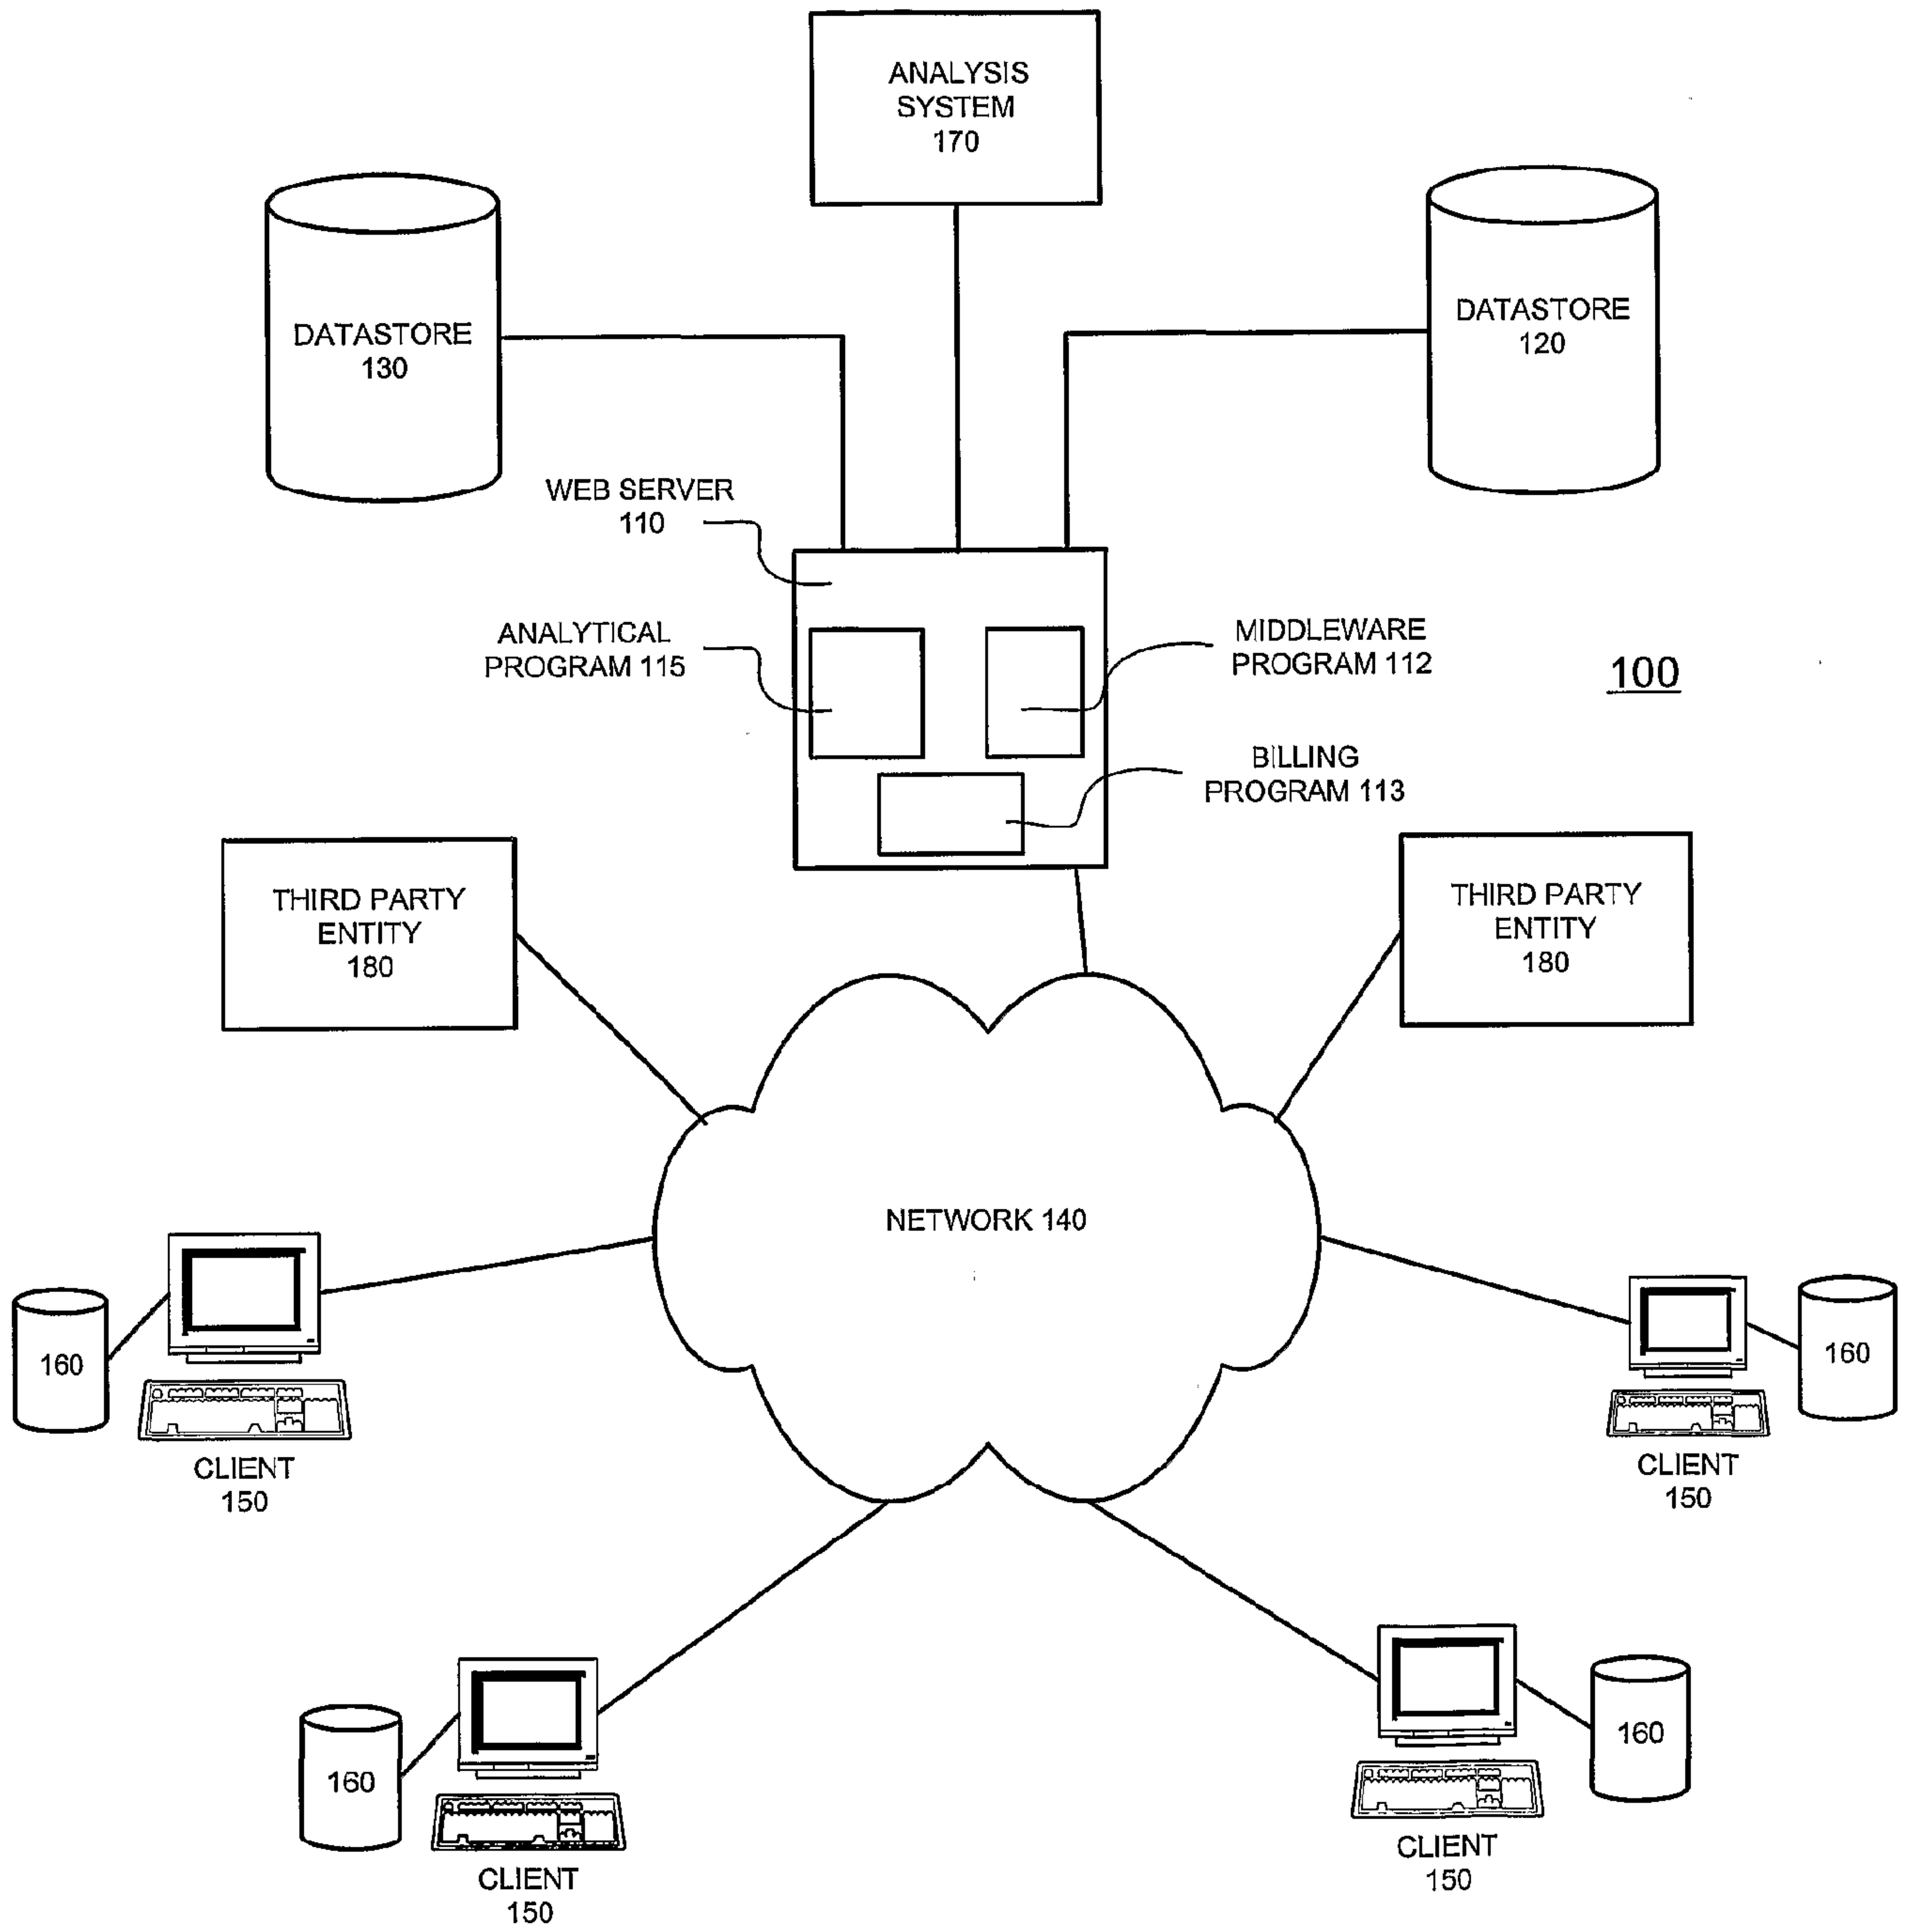 ANALYSIS
SYSTEM
170
DATASTORE
130
DATASTORE
120
WEB SERVER
110
ANALYTICAL
PROGRAM 115
MIDDLEWARE
PROGRAM 112
100
BILLING
PROGRAM 113
THIRD PARTY
ENTITY
180
THIRD PARTY
ENTITY
180
NETWORK 140
160
CLIENT
150
160
CLIENT
150
160
CLIENT
150
160
CLIENT
150